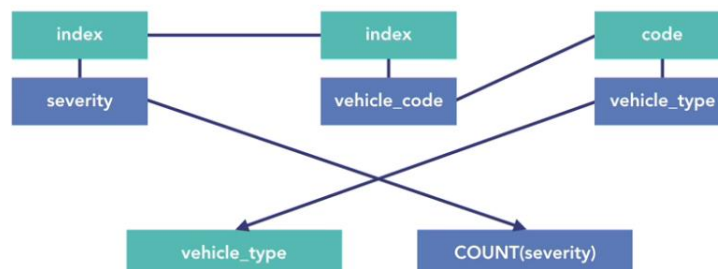 index
index
code
severity
vehicle_code
vehicle_type
vehicle_type
COUNT(severity)